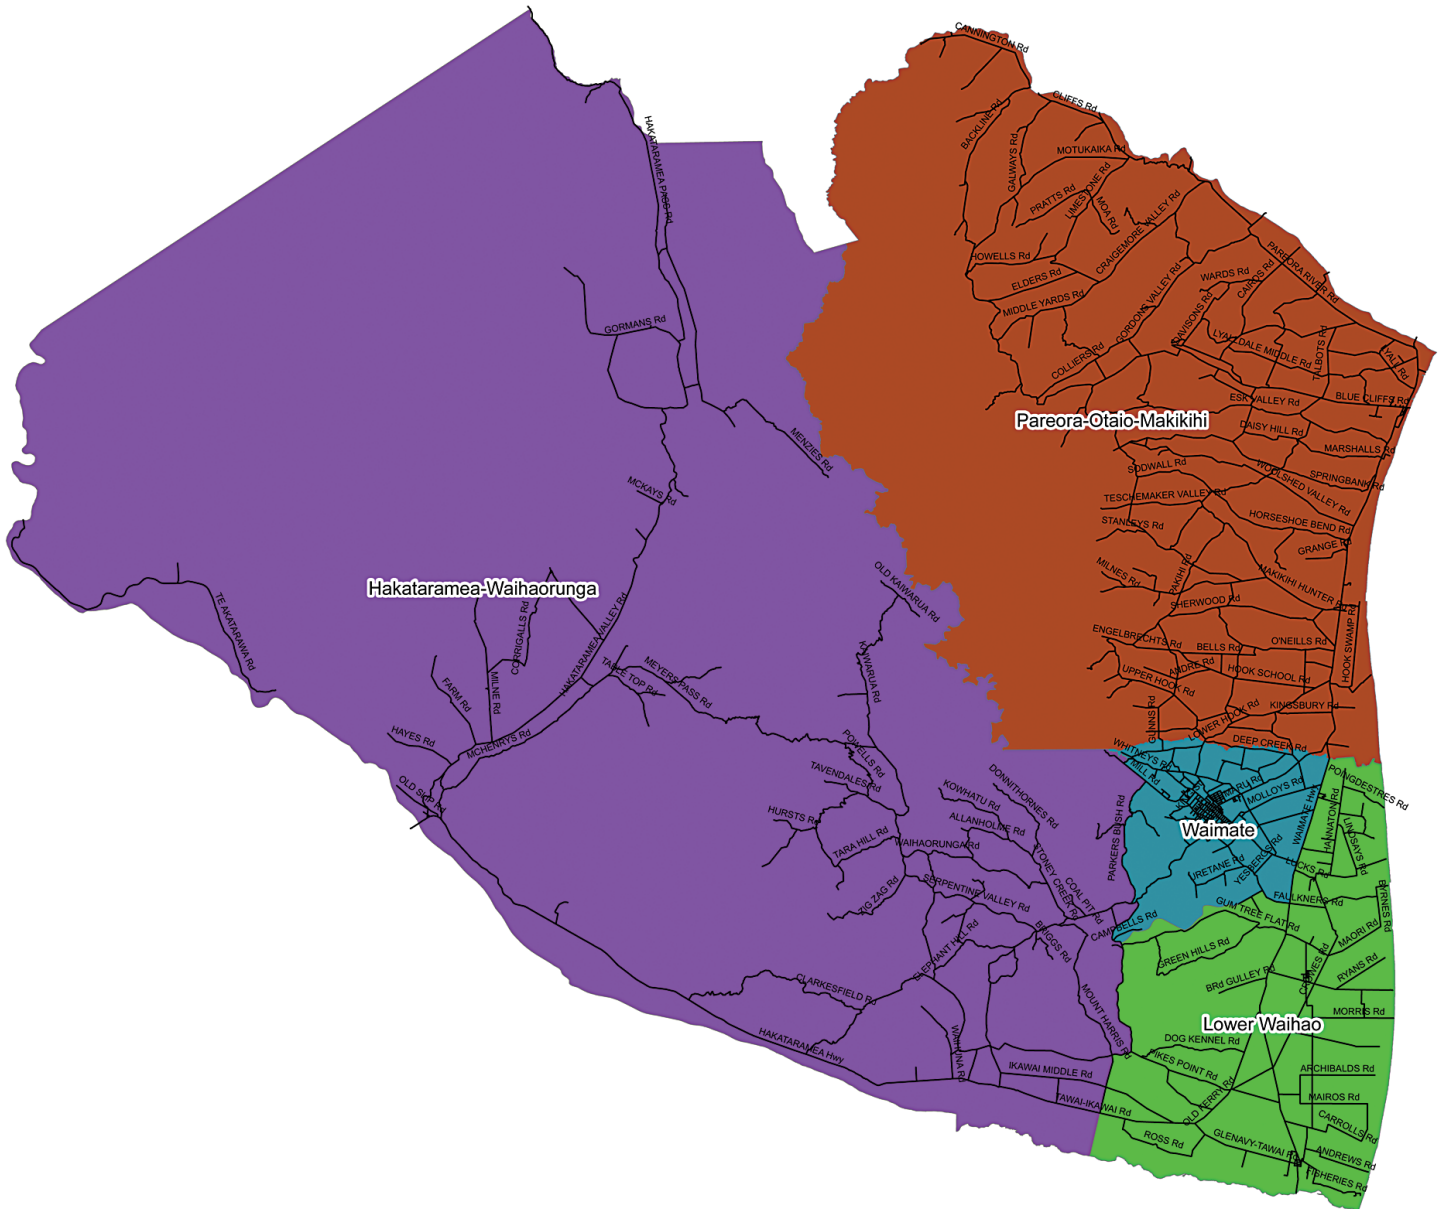 CANNINGTON Rd
CLIFFS Rd
BACKLINE Rd
GALWAYS Rd
MOTUKAIKA Rd
HAKATARAMEA PASS Rd
PRATTS Rd
LIMESTONE Rd
MOA Rd
CRAIGEMORE VALLEY Rd
HOWELLS Rd
ELDERS Rd
MIDDLE YARDS Rd
GORDONS VALLEY Rd
WARDS Rd
CAIRDS Rd
PAREORA RIVER Rd
DAVISONS Rd
GORMANS Rd
LYALLDALE MIDDLE Rd
TALBOTS Rd
LYALL Rd
COLLIERS Rd
ESK VALLEY Rd
BLUE CLIFFS Rd
Pareora-Otaio-Makikihi
DAISY HILL Rd
MARSHALLS Rd
MENZIES Rd
SODWALL Rd
WOOLSHED VALLEY Rd
SPRINGBANK Rd
MCKAYS Rd
TESCHEMAKER VALLEY Rd
STANLEYS Rd
HORSESHOE BEND Rd
GRANGE Rd
MILNES Rd
PAKIHI Rd
MAKIKIHI HUNTER Rd
OLD KAIWARUA Rd
Hakataramea-Waihaorunga
SHERWOOD Rd
TE AKATARAWA Rd
CORRIGALLS Rd
HAKATARAMEA VALLEY Rd
ENGELBRECHTS Rd
BELLS Rd
O'NEILLS Rd
HOOK SWAMP Rd
KAIWARUA Rd
TABLE TOP Rd
MEYERS PASS Rd
UPPER HOOK Rd
ANDRE Rd
HOOK SCHOOL Rd
FARM Rd
MILNE Rd
GUNNS Rd
LOWER HOOK Rd
KINGSBURY Rd
HAYES Rd
MCHENRYS Rd
POWELLS Rd
WHITNEYS Rd
DEEP CREEK Rd
MILL Rd
OLD SLIP Rd
TAVENDALES Rd
KOWHATU Rd
DONNITHORNES Rd
MOLLOYS Rd
WAIMATE Hwy
POINGDESTRES Rd
HURSTS Rd
ALLANHOLME Rd
PARKERS BUSH Rd
Waimate
HANNATON Rd
LINDSAYS Rd
TARA HILL Rd
WAIHAORUNGA Rd
STONEY CREEK Rd
URETANE Rd
YESBERGS Rd
LUCKS Rd
ZIG ZAG Rd
SERPENTINE VALLEY Rd
COAL PIT Rd
FAULKNERS Rd
BYRNES Rd
ELEPHANT HILL Rd
BRIGGS Rd
CAMPBELLS Rd
GUM TREE FLAT Rd
MAORI Rd
GREEN HILLS Rd
CROWES Rd
RYANS Rd
CLARKESFIELD Rd
BRd GULLEY Rd
MOUNT HARRIS Rd
MORRIS Rd
Lower Waihao
HAKATARAMEA Hwy
WAIHUNA Rd
DOG KENNEL Rd
IKAWAI MIDDLE Rd
PIKES POINT Rd
ARCHIBALDS Rd
TAWAI-IKAWAI Rd
OLD KERRY Rd
MAIROS Rd
CARROLLS Rd
ROSS Rd
GLENAVY-TAWAI Rd
ANDREWS Rd
FISHERIES Rd